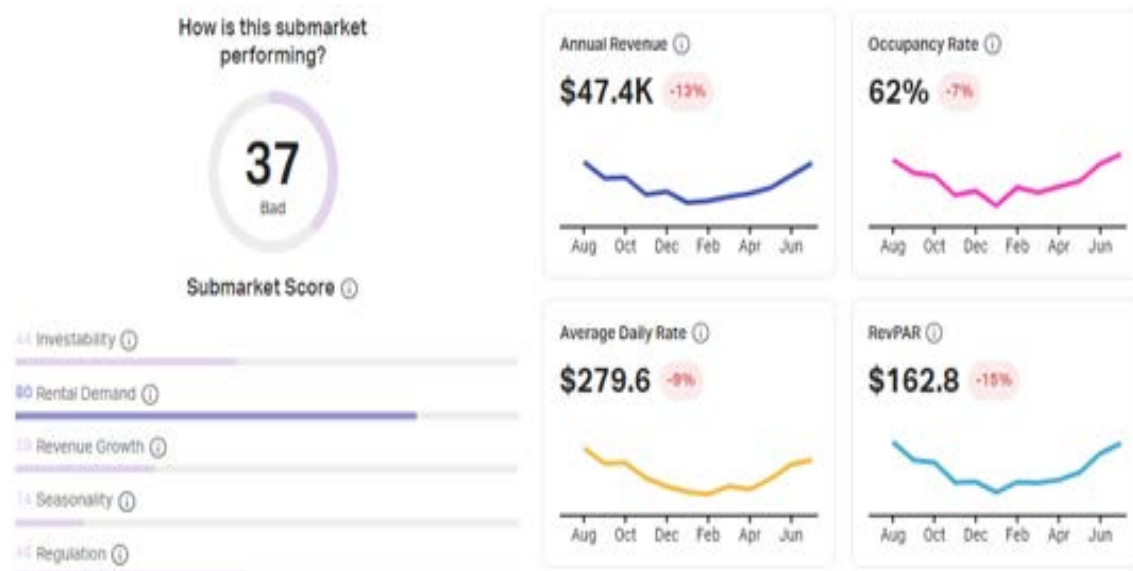 How is this submarket
performing?
37
Bad
Submarket Score
44 Investability
80 Rental Demand
Revenue Growth
14 Seasonality
46 Regulation
Annual Revenue
$47.4K -13%
Aug Oct Dec Feb Apr Jun
Occupancy Rate
62% -7%
Aug Oct Dec Feb Apr Jun
Average Daily Rate
$279.6 -9%
Aug Oct Dec Feb Apr Jun
RevPAR
$162.8 -15%
Aug Oct Dec Feb Apr Jun